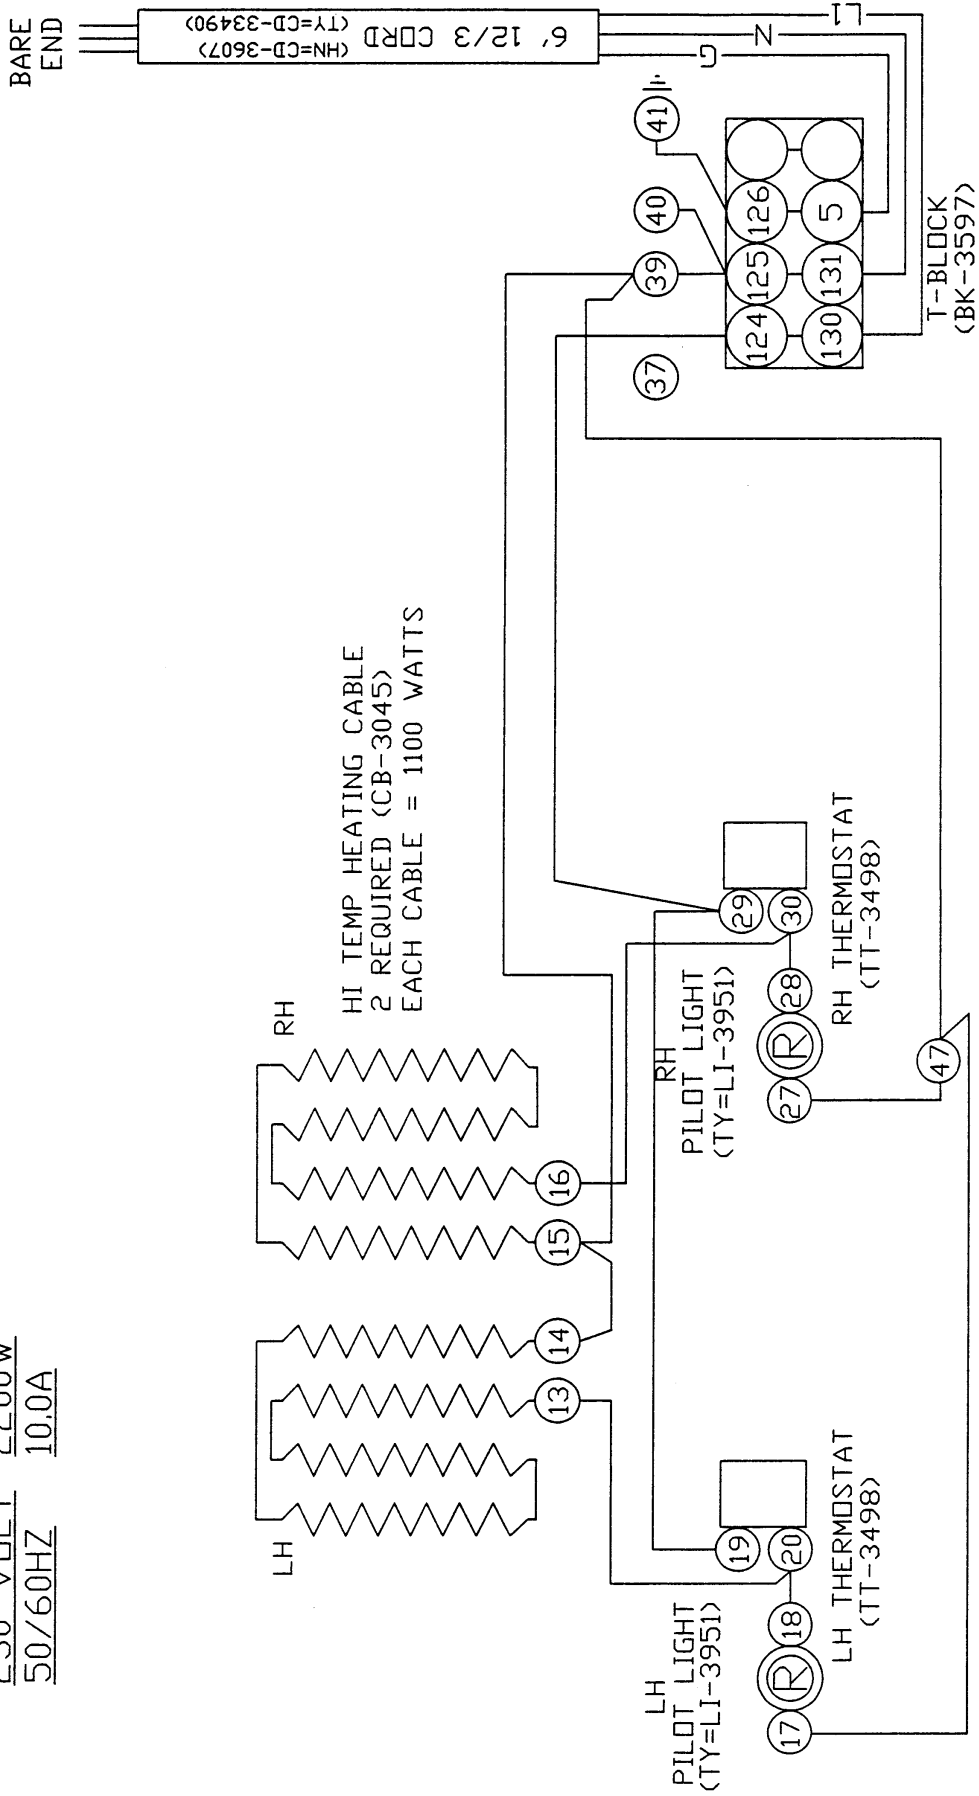 BARE
END
6' 12/3 CORD
(HN=CD-3607)
(TY=CD-33490)
L1
N
G
41
40
39
37
126
125
124
5
131
130
T-BLOCK
(BK-3597)
HI TEMP HEATING CABLE
2 REQUIRED (CB-3045)
EACH CABLE = 1100 WATTS
RH
16
15
14
13
LH
29
30
28
R
27
RH
PILOT LIGHT
(TY=LI-3951)
RH THERMOSTAT
(TT-3498)
47
19
20
18
R
17
LH
PILOT LIGHT
(TY=LI-3951)
LH THERMOSTAT
(TT-3498)
50/60HZ 10.0A